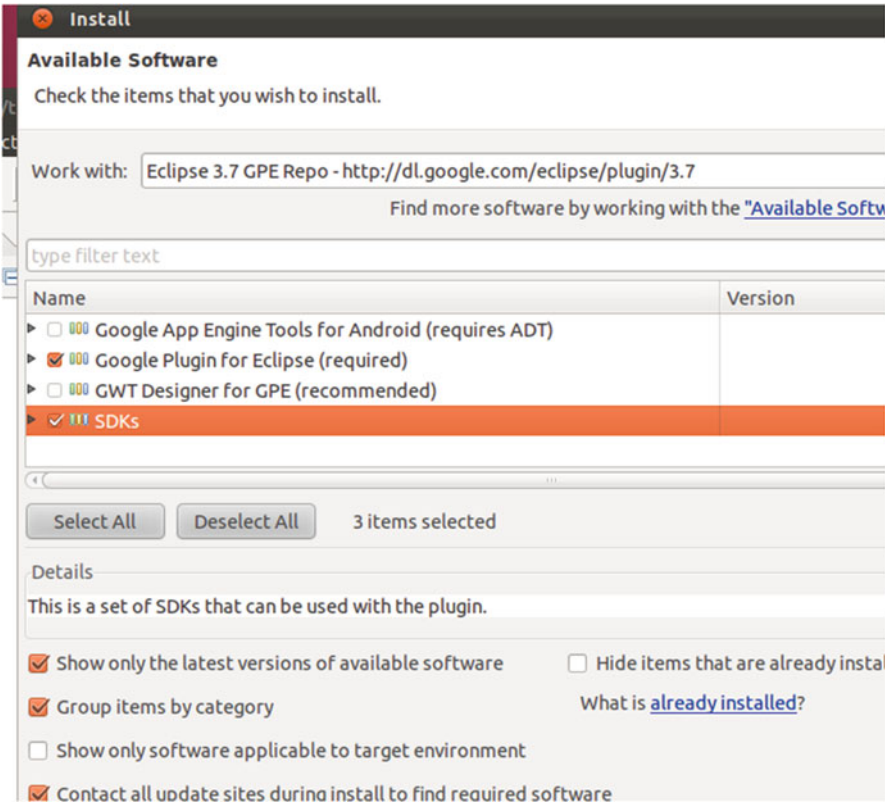 Install
Available Software
Check the items that you wish to install.
Work with: Eclipse 3.7 GPE Repo - http://dl.google.com/eclipse/plugin/3.7
Find more software by working with the "Available Softw
type filter text
Name Version
Google App Engine Tools for Android (requires ADT)
Google Plugin for Eclipse (required)
GWT Designer for GPE (recommended)
SDKs
Select All Deselect All 3 items selected
Details
This is a set of SDKs that can be used with the plugin.
Show only the latest versions of available software Hide items that are already instal
Group items by category What is already installed?
Show only software applicable to target environment
Contact all update sites during install to find required software